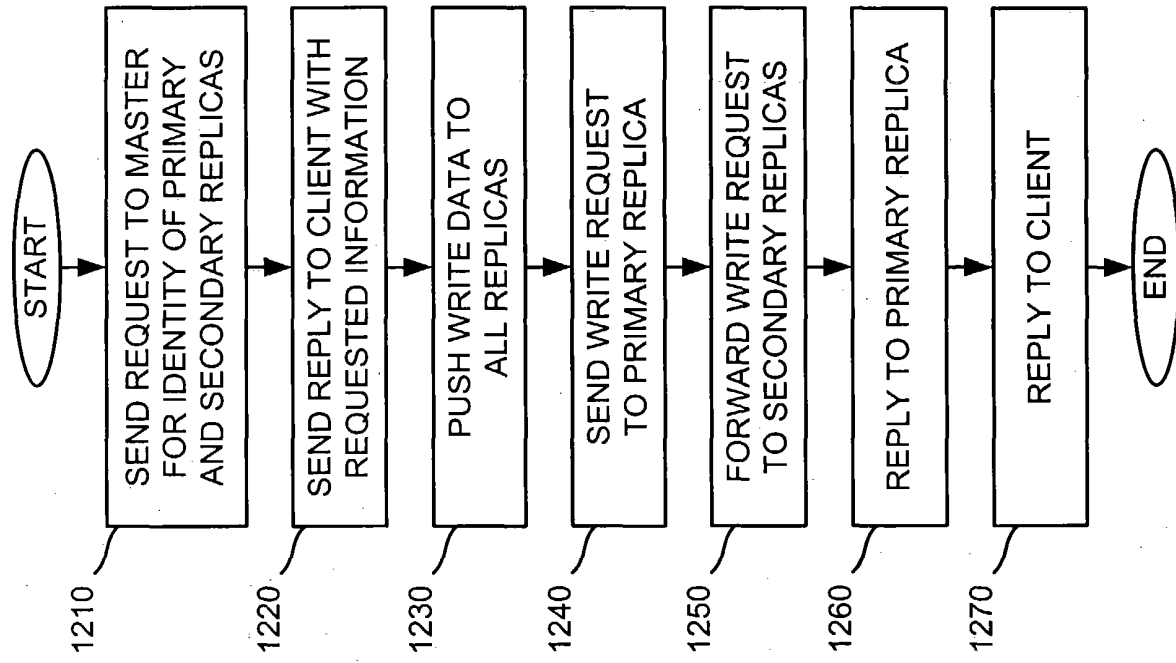 START
1210
SEND REQUEST TO MASTER
FOR IDENTITY OF PRIMARY
AND SECONDARY REPLICAS
1220
SEND REPLY TO CLIENT WITH
REQUESTED INFORMATION
1230
PUSH WRITE DATA TO
ALL REPLICAS
1240
SEND WRITE REQUEST
TO PRIMARY REPLICA
1250
FORWARD WRITE REQUEST
TO SECONDARY REPLICAS
1260
REPLY TO PRIMARY REPLICA
1270
REPLY TO CLIENT
END